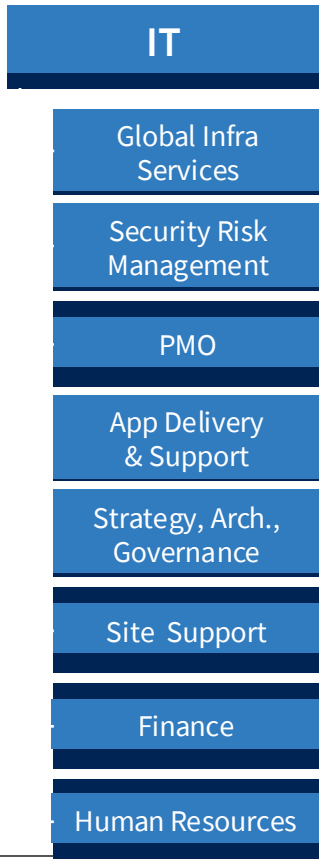 IT
Global Infra
Services
Security Risk
Management
PMO
App Delivery
& Support
Strategy, Arch.,
Governance
Site Support
Finance
Human Resources